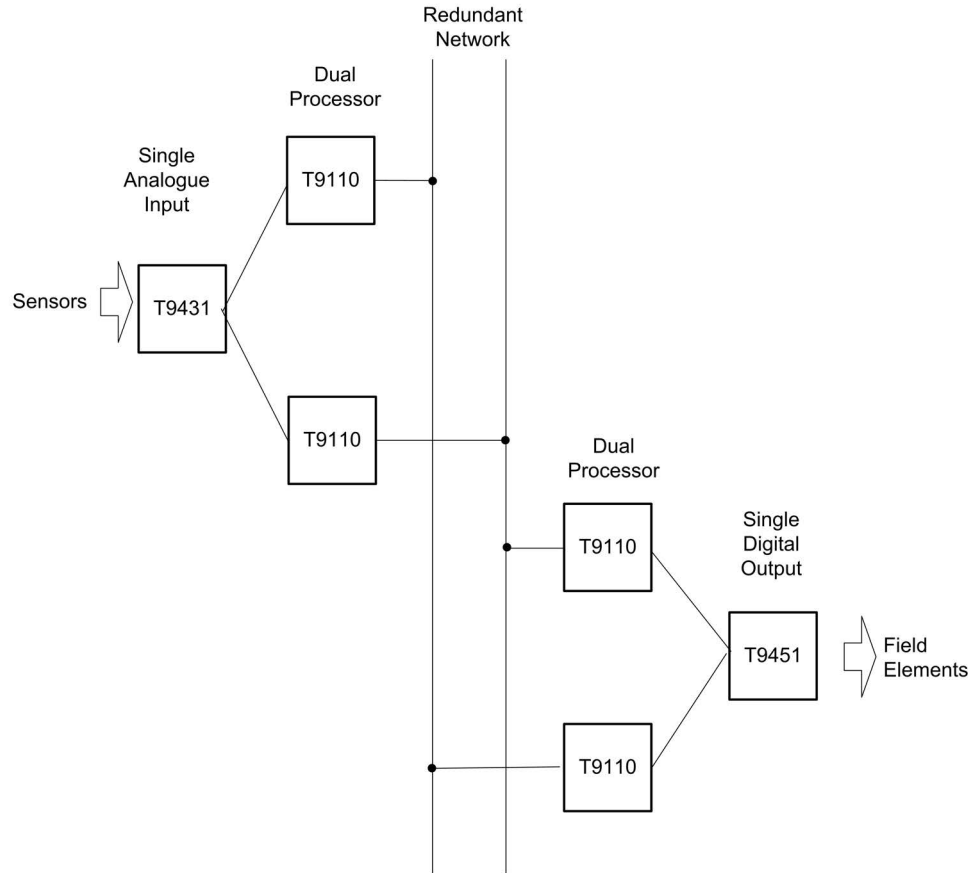 Redundant
Network
Dual
Processor
T9110
Single
Analogue
Input
Sensors
T9431
T9110
Dual
Processor
T9110
Single
Digital
Output
T9451
Field
Elements
T9110